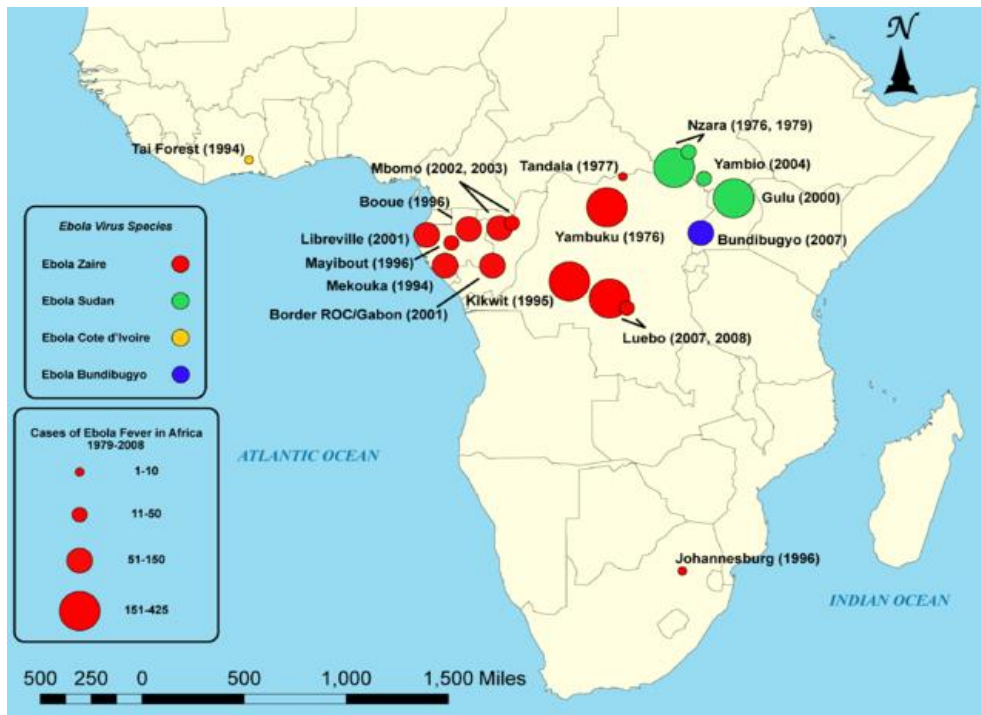 N
Nzara (1976, 1979)
Tai Forest (1994)
Mbomo (2002, 2003)
Tandala (1977)
Yambio (2004)
Booue (1996)
Gulu (2000)
Yambuku (1976)
Bundibugyo (2007)
Libreville (2001)
Mayibout (1996)
Mekouka (1994)
Kikwit (1995)
Border ROC/Gabon
(2001)
Luebo (2007, 2008)
Johannesburg (1996)
Ebola Virus Species
Ebola Zaire
Ebola Sudan
Ebola Cote d'Ivoire
Ebola Bundibugyo
Cases of Ebola Fever in Africa
1979-2008
1-10
11-50
51-150
151-425
ATLANTIC OCEAN
INDIAN OCEAN
500 250 0 500 1,000 1,500 Miles